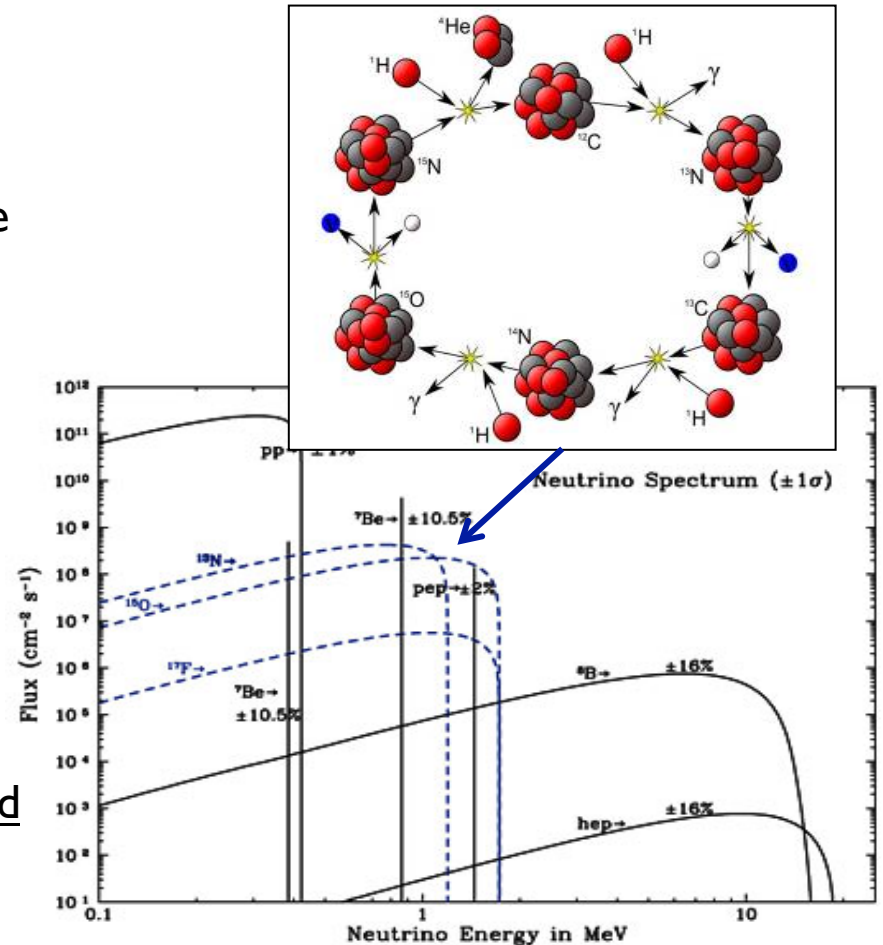 ⁴He
¹H
¹H
γ
¹²C
¹⁵N
¹³N
e
¹⁵O
¹³C
¹⁴N
γ
γ
¹H
¹H
10¹²
10¹¹
pp→ ±1%
Neutrino Spectrum (±1σ)
10¹⁰
⁷Be→ ±10.5%
10⁹
¹³N→
10⁸
pep→±2%
¹⁵O→
10⁷
¹⁷F→
10⁶
⁸B→ ±16%
⁷Be→
±10.5%
10⁵
10⁴
d
10³
hep→ ±16%
10²
10¹
Flux (cm⁻² s⁻¹)
0.1 1 10
Neutrino Energy in MeV